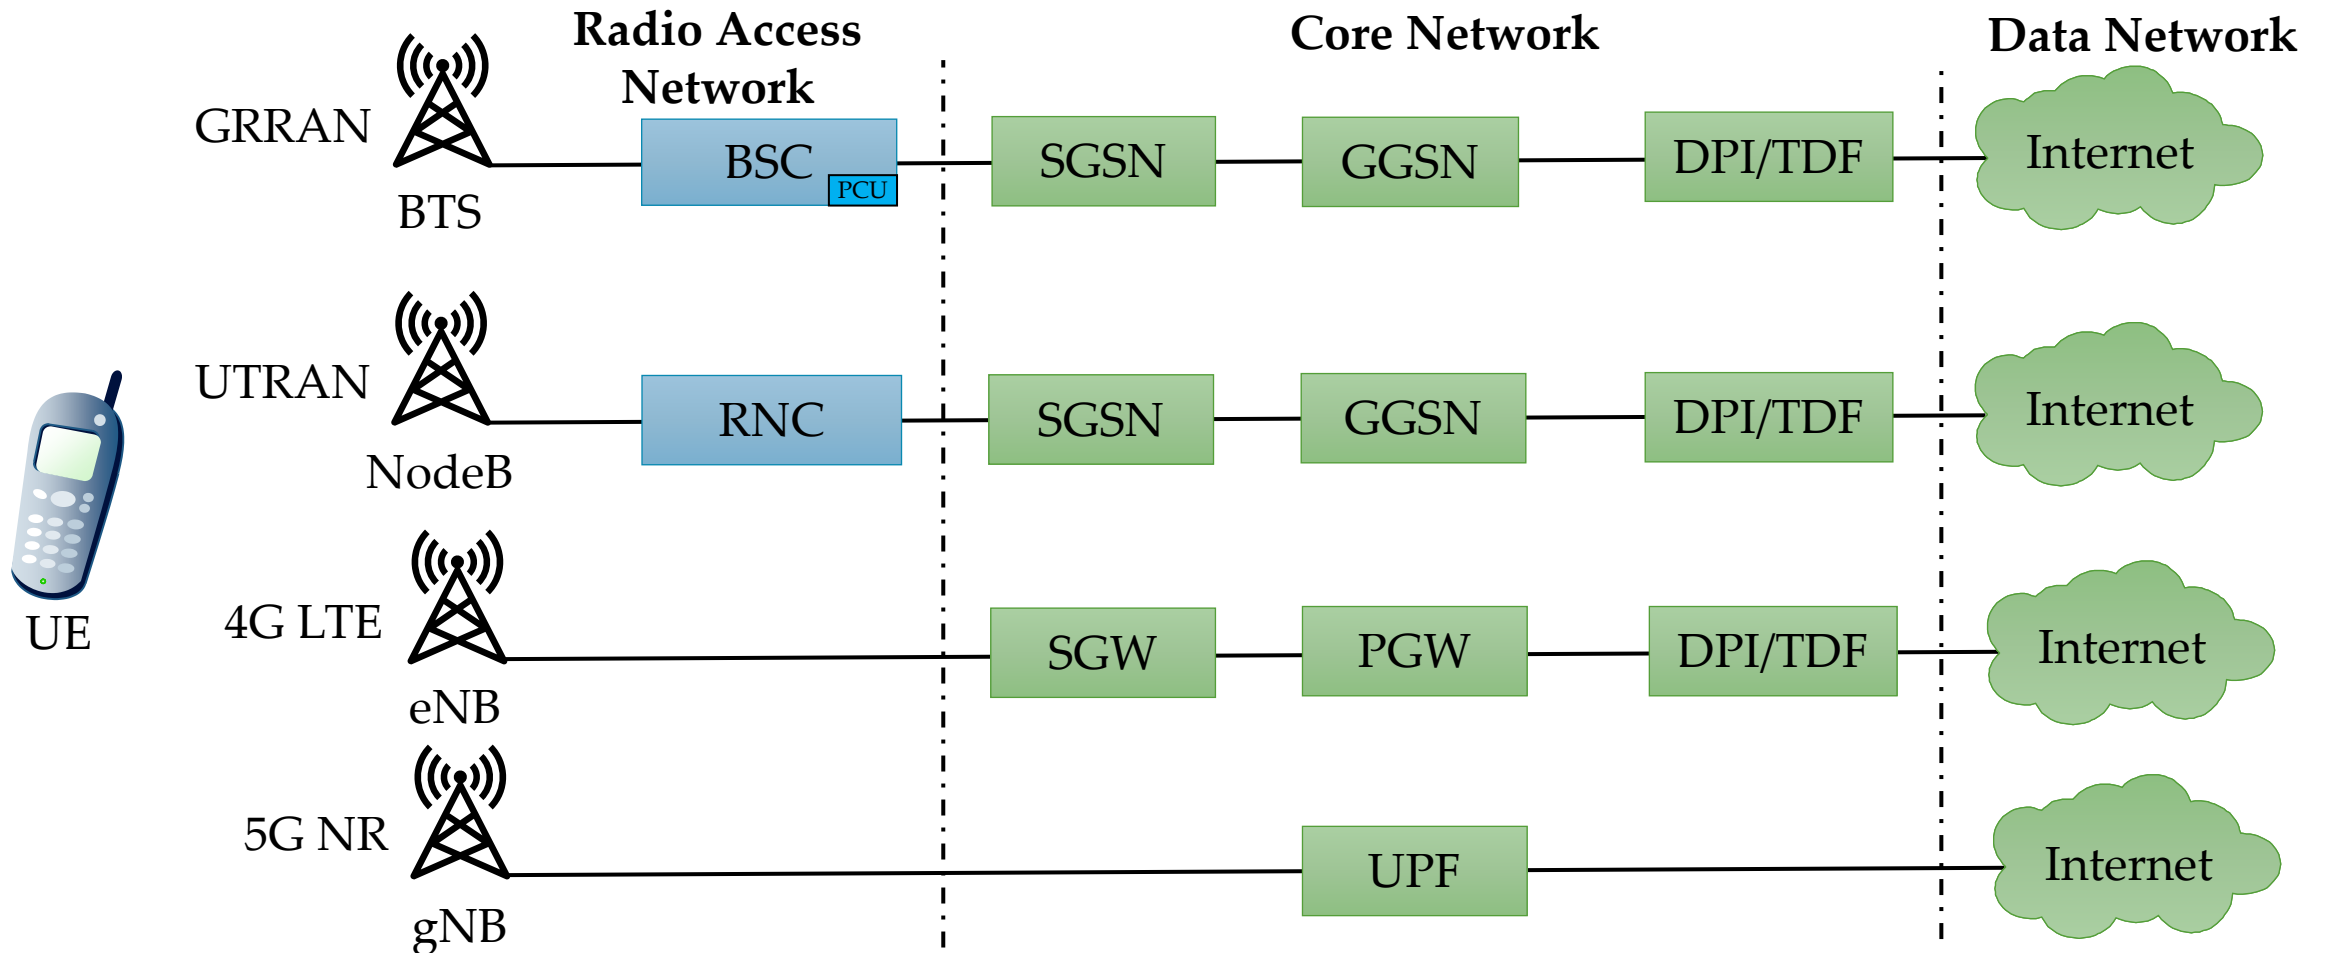 Radio Access
Network
Core Network
Data Network
GRRAN
BTS
BSC
PCU
SGSN
GGSN
DPI/TDF
Internet
UTRAN
NodeB
RNC
SGSN
GGSN
DPI/TDF
Internet
UE
4G LTE
eNB
SGW
PGW
DPI/TDF
Internet
5G NR
gNB
UPF
Internet